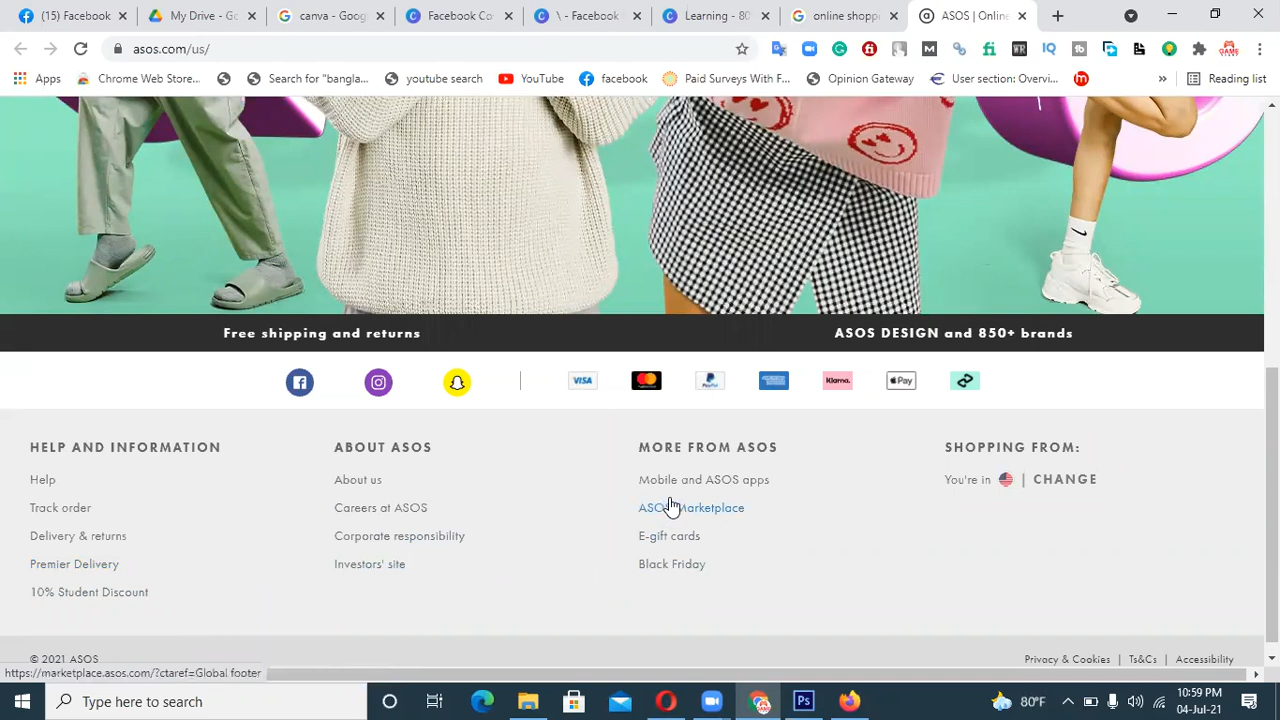 (15) Facebook
My Drive - Go
canva - Goog
Facebook Co
\ - Facebook
Learning - 80
online shopp
ASOS | Onlin
asos.com/us/
Apps
Chrome Web Store...
Search for "bangla...
youtube search
YouTube
facebook
Paid Surveys With F...
Opinion Gateway
User section: Overvi...
»
Reading list
Free shipping and returns
ASOS DESIGN and 850+ brands
VISA
PayPal
Klarna.
Pay
HELP AND INFORMATION
ABOUT ASOS
MORE FROM ASOS
SHOPPING FROM:
Help
About us
Mobile and ASOS apps
You're in | CHANGE
Track order
Careers at ASOS
ASOS Marketplace
Delivery & returns
Corporate responsibility
E-gift cards
Premier Delivery
Investors' site
Black Friday
10% Student Discount
© 2021 ASOS
Privacy & Cookies | Ts&Cs | Accessibility
https://marketplace.asos.com/?ctaref=Global footer
Type here to search
Ps
80°F
10:59 PM
04-Jul-21